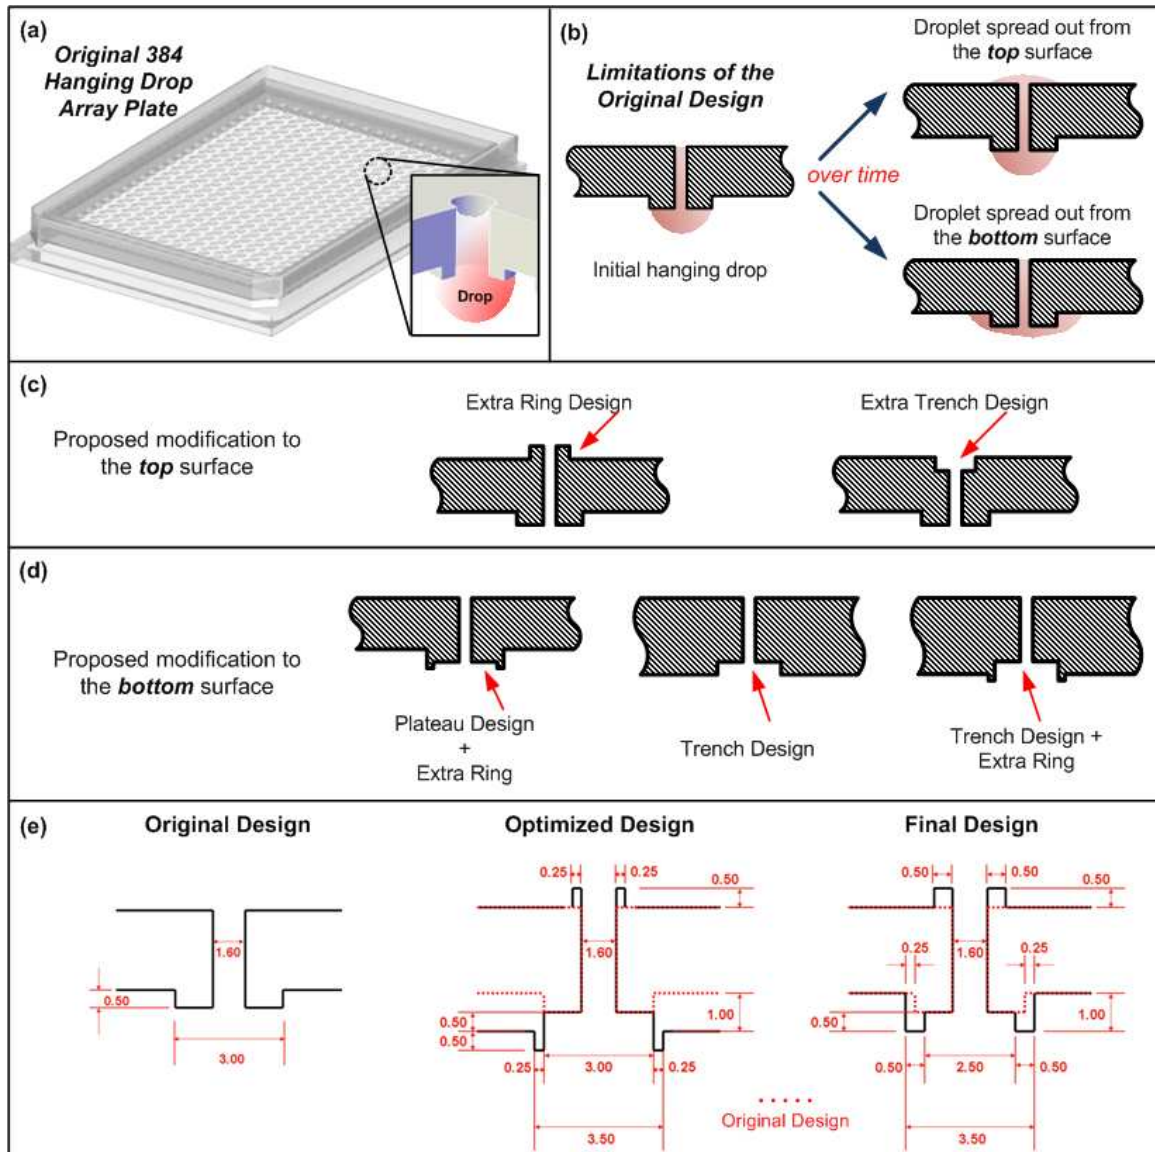 (a)
Original 384
Hanging Drop
Array Plate
Drop
(b)
Limitations of the
Original Design
Initial hanging drop
over time
Droplet spread out from
the top surface
Droplet spread out from
the bottom surface
(c)
Proposed modification to
the top surface
Extra Ring Design
Extra Trench Design
(d)
Proposed modification to
the bottom surface
Plateau Design
+
Extra Ring
Trench Design
Trench Design +
Extra Ring
(e)
Original Design
1.60
0.50
3.00
Optimized Design
0.25
0.25
0.50
1.60
1.00
0.50
0.50
0.25
3.00
0.25
3.50
Original Design
Final Design
0.50
0.50
0.50
1.60
0.25
0.25
1.00
0.50
0.50
2.50
0.50
3.50